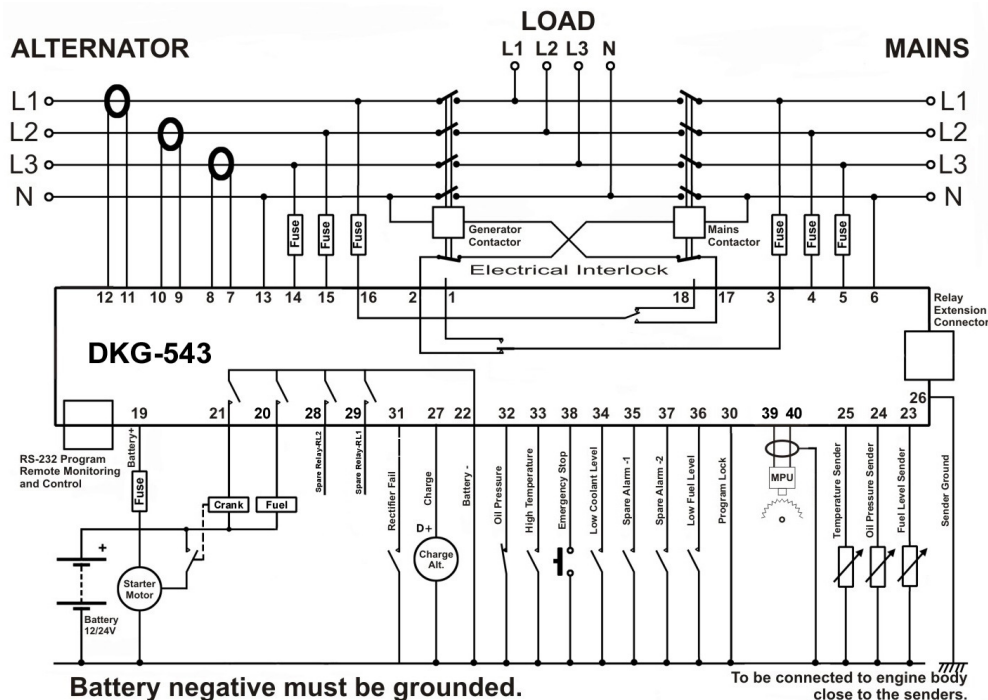 LOAD
ALTERNATOR
MAINS
L1 L2 L3 N
L1
L2
L3
N
L1
L2
L3
N
Fuse
Fuse
Fuse
Generator
Contactor
Mains
Contactor
Fuse
Fuse
Fuse
Electrical Interlock
12 11 10 9 8 7 13 14 15 16 2 1 18 17 3 4 5 6
Relay
Extension
Connector
DKG-543
19 21 20 28 29 31 27 22 32 33 38 34 35 37 36 30 39 40 25 24 23 26
RS-232 Program
Remote Monitoring
and Control
Battery+
Fuse
Crank
Fuel
Spare Relay-RL2
Spare Relay-RL1
Rectifier Fail
Charge
Battery -
D+
Charge
Alt.
Oil Pressure
High Temperature
Emergency Stop
Low Coolant Level
Spare Alarm -1
Spare Alarm -2
Low Fuel Level
Program Lock
MPU
Temperature Sender
Oil Pressure Sender
Fuel Level Sender
Sender Ground
+
Starter
Motor
Battery
12/24V
Battery negative must be grounded.
To be connected to engine body
close to the senders.